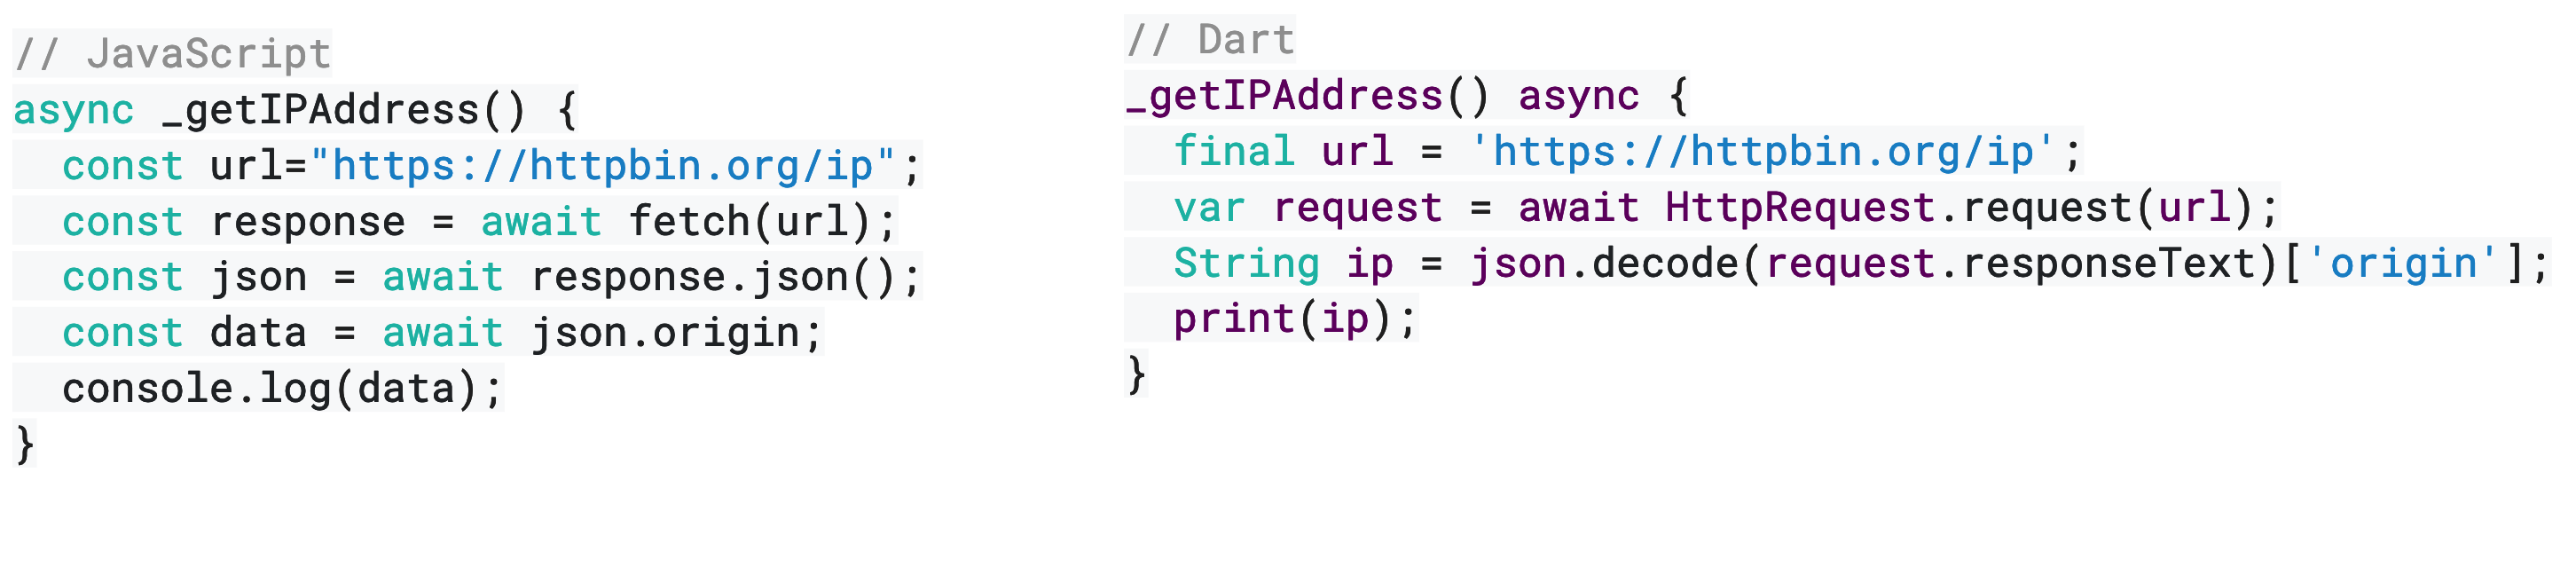 // JavaScript
async _getIPAddress() {
  const url="https://httpbin.org/ip";
  const response = await fetch(url);
  const json = await response.json();
  const data = await json.origin;
  console.log(data);
}
// Dart
_getIPAddress() async {
  final url = 'https://httpbin.org/ip';
  var request = await HttpRequest.request(url);
  String ip = json.decode(request.responseText)['origin'];
  print(ip);
}